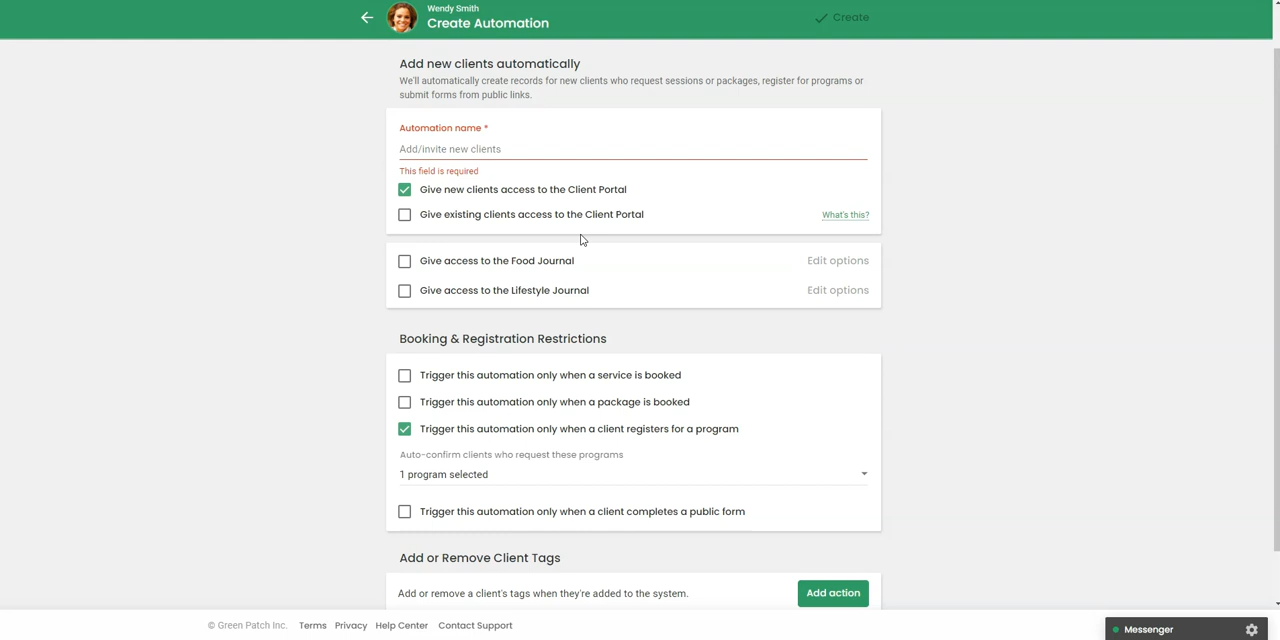 Wendy Smith
Create Automation
Create
Add new clients automatically
We'll automatically create records for new clients who request sessions or packages, register for programs or
submit forms from public links.
Automation name *
Add/invite new clients
This field is required
Give new clients access to the Client Portal
Give existing clients access to the Client Portal
What's this?
Give access to the Food Journal
Edit options
Give access to the Lifestyle Journal
Edit options
Booking & Registration Restrictions
Trigger this automation only when a service is booked
Trigger this automation only when a package is booked
Trigger this automation only when a client registers for a program
Auto-confirm clients who request these programs
1 program selected
Trigger this automation only when a client completes a public form
Add or Remove Client Tags
Add or remove a client's tags when they're added to the system.
Add action
© Green Patch Inc. Terms Privacy Help Center Contact Support
Messenger